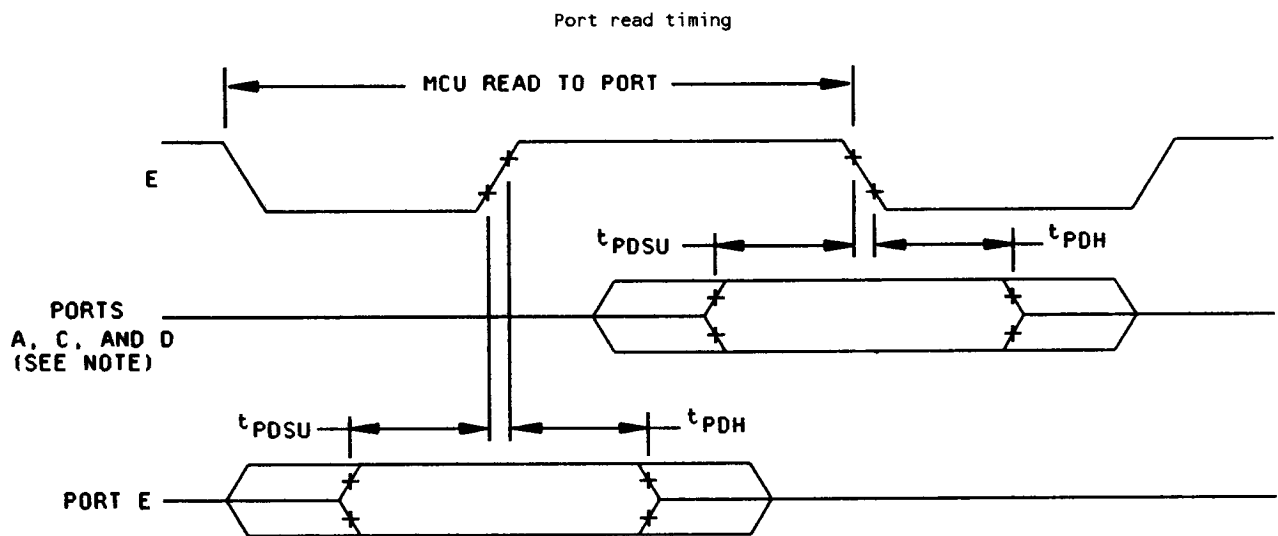 Port read timing
MCU READ TO PORT
E
tPDSU
tPDH
PORTS
A, C, AND D
(SEE NOTE)
tPDSU
tPDH
PORT E